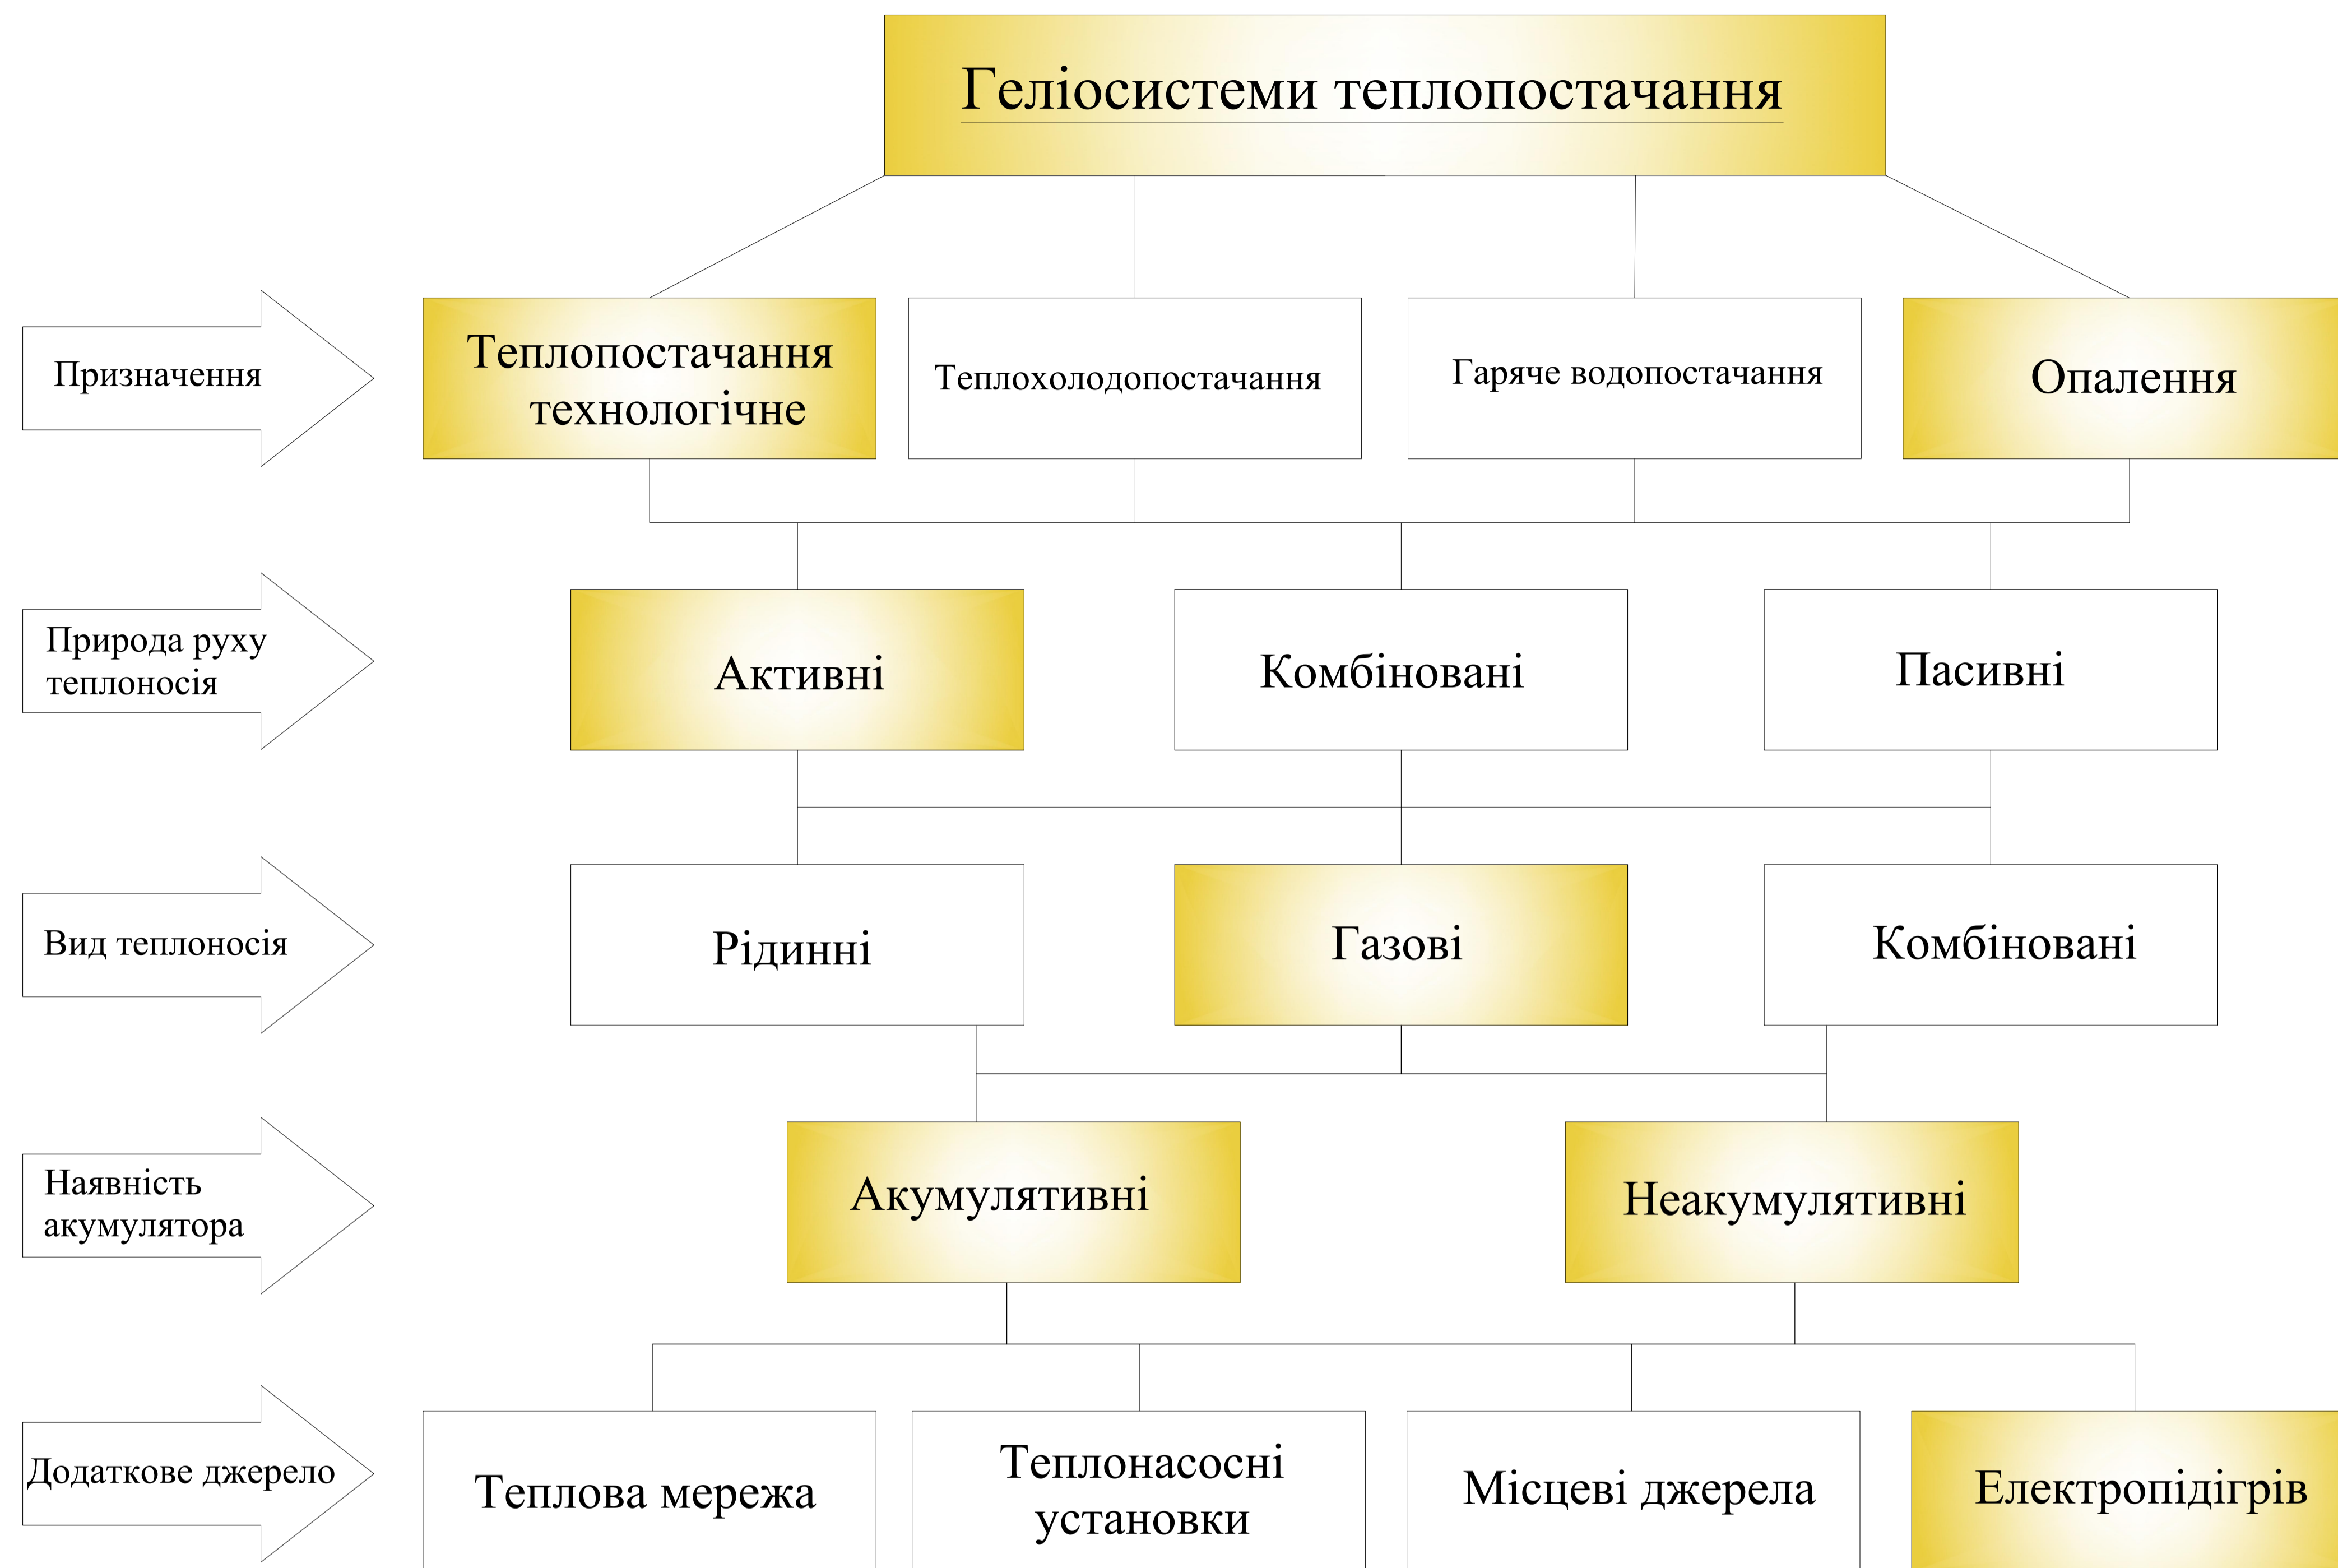 Геліосистеми теплопостачання
Призначення
Теплопостачання
технологічне
Теплохолодопостачання
Гаряче водопостачання
Опалення
Природа руху
теплоносія
Активні
Комбіновані
Пасивні
Вид теплоносія
Рідинні
Газові
Комбіновані
Наявність
акумулятора
Акумулятивні
Неакумулятивні
Додаткове джерело
Теплова мережа
Теплонасосні
установки
Місцеві джерела
Електропідігрів